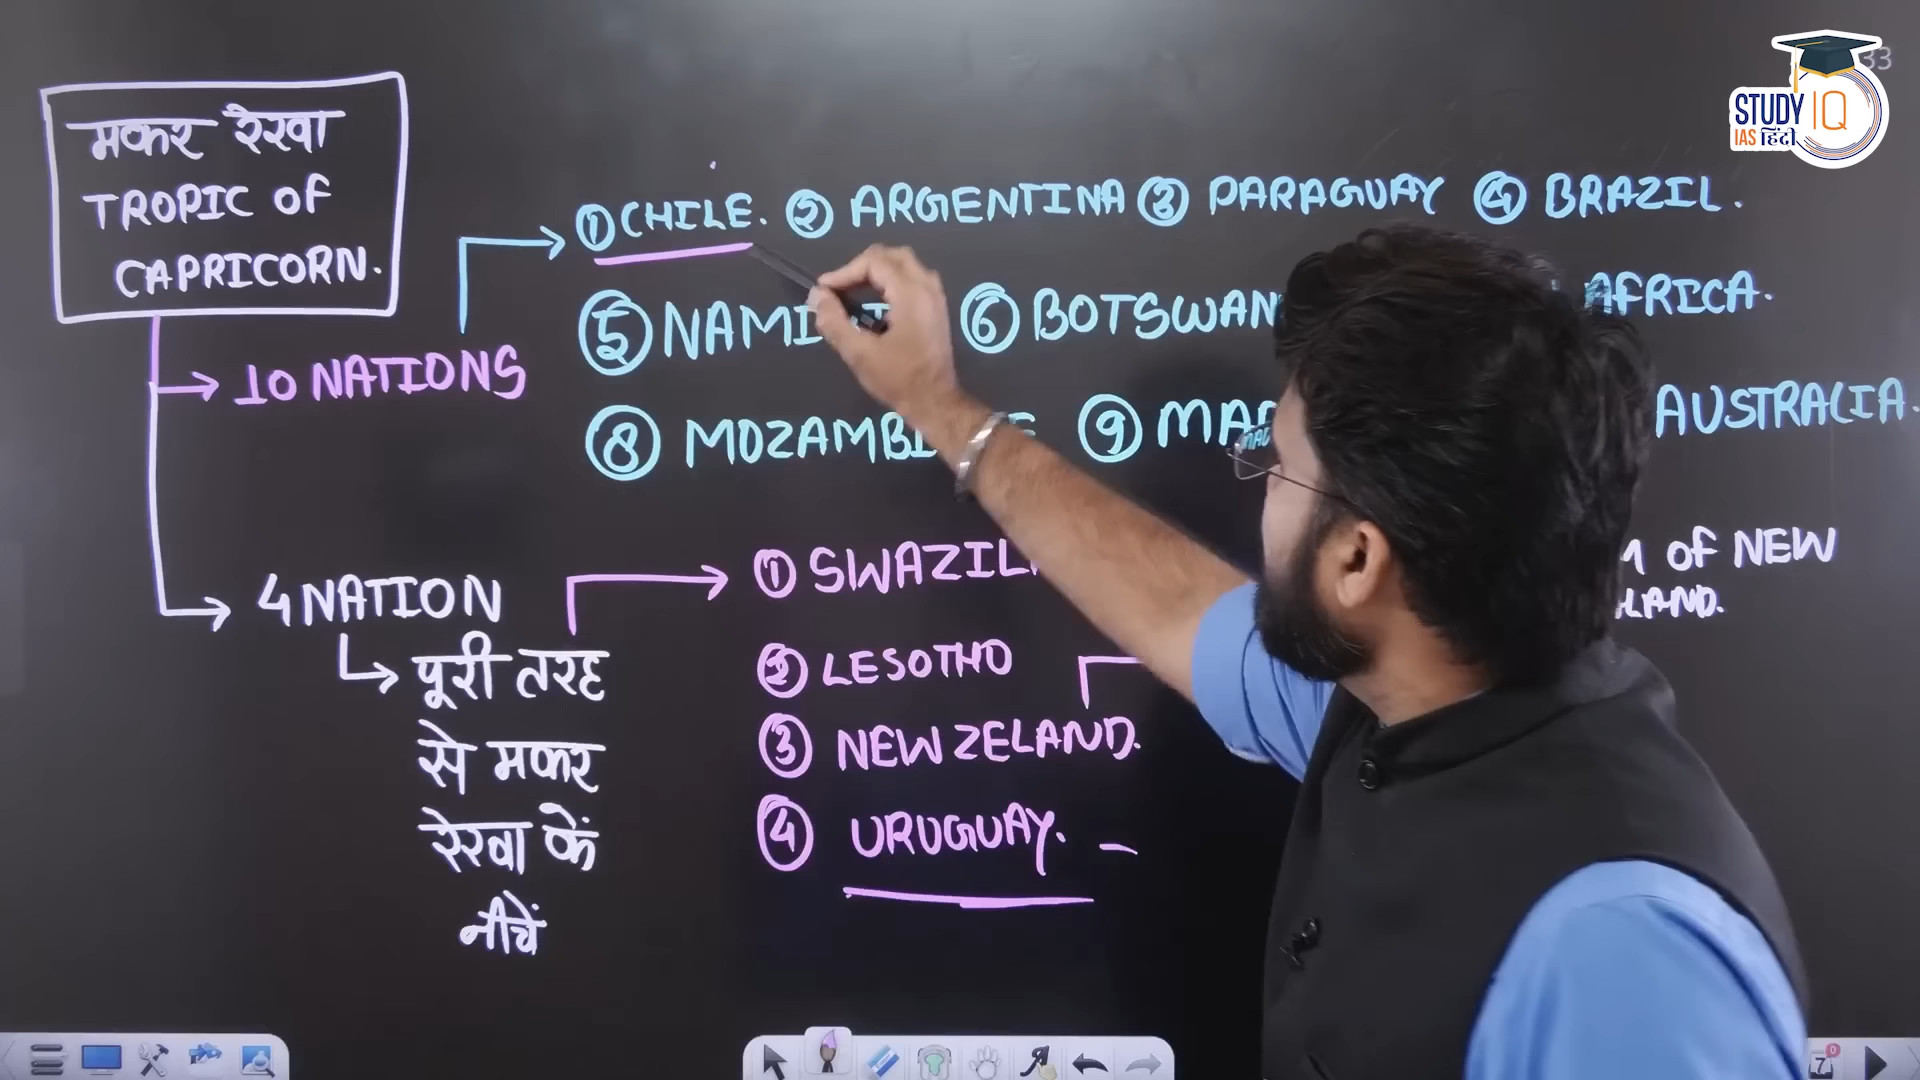 33
STUDY IQ
IAS हिंदी
मकर रेखा
TROPIC OF
CAPRICORN.
① CHILE. ② ARGENTINA ③ PARAGUAY ④ BRAZIL.
⑤ NAMI ⑥ BOTSWAN AFRICA.
10 NATIONS
⑧ MOZAMBI E ⑨ MA AUSTRALIA.
① SWAZIL M OF NEW
LAND.
4 NATION
पूरी तरह
② LESOTHO
से मकर
③ NEW ZELAND.
रेखा कें
④ URUGUAY. –
नीचें